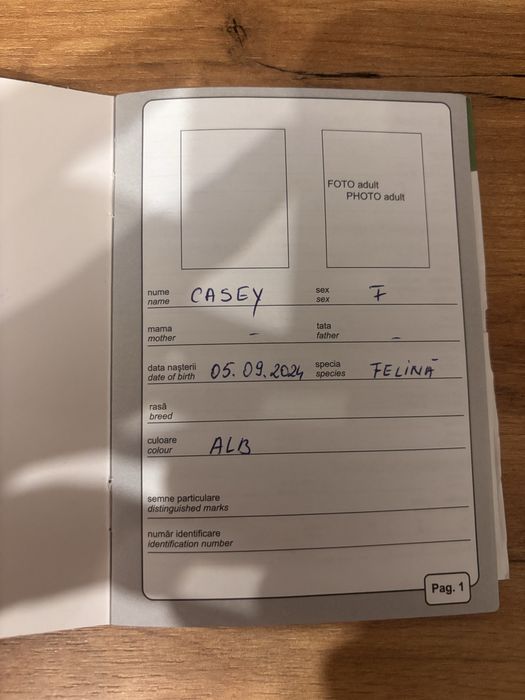 FOTO adult
PHOTO adult
nume CASEY sex F
name sex
mama - tata -
mother father
data nașterii 05.09.2024 specia FELINĂ
date of birth species
rasă
breed
culoare ALB
colour
semne particulare
distinguished marks
număr identificare
identification number
Pag. 1